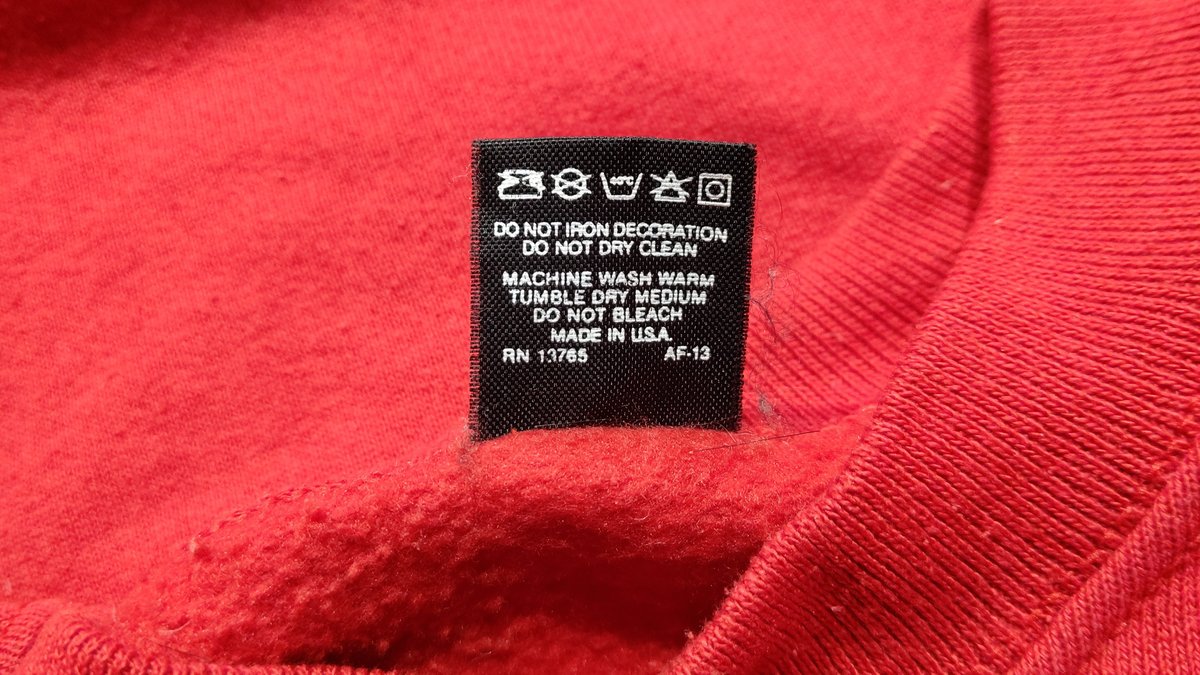 40°C
DO NOT IRON DECORATION
DO NOT DRY CLEAN
MACHINE WASH WARM
TUMBLE DRY MEDIUM
DO NOT BLEACH
MADE IN U.S.A.
RN 13765 AF-13